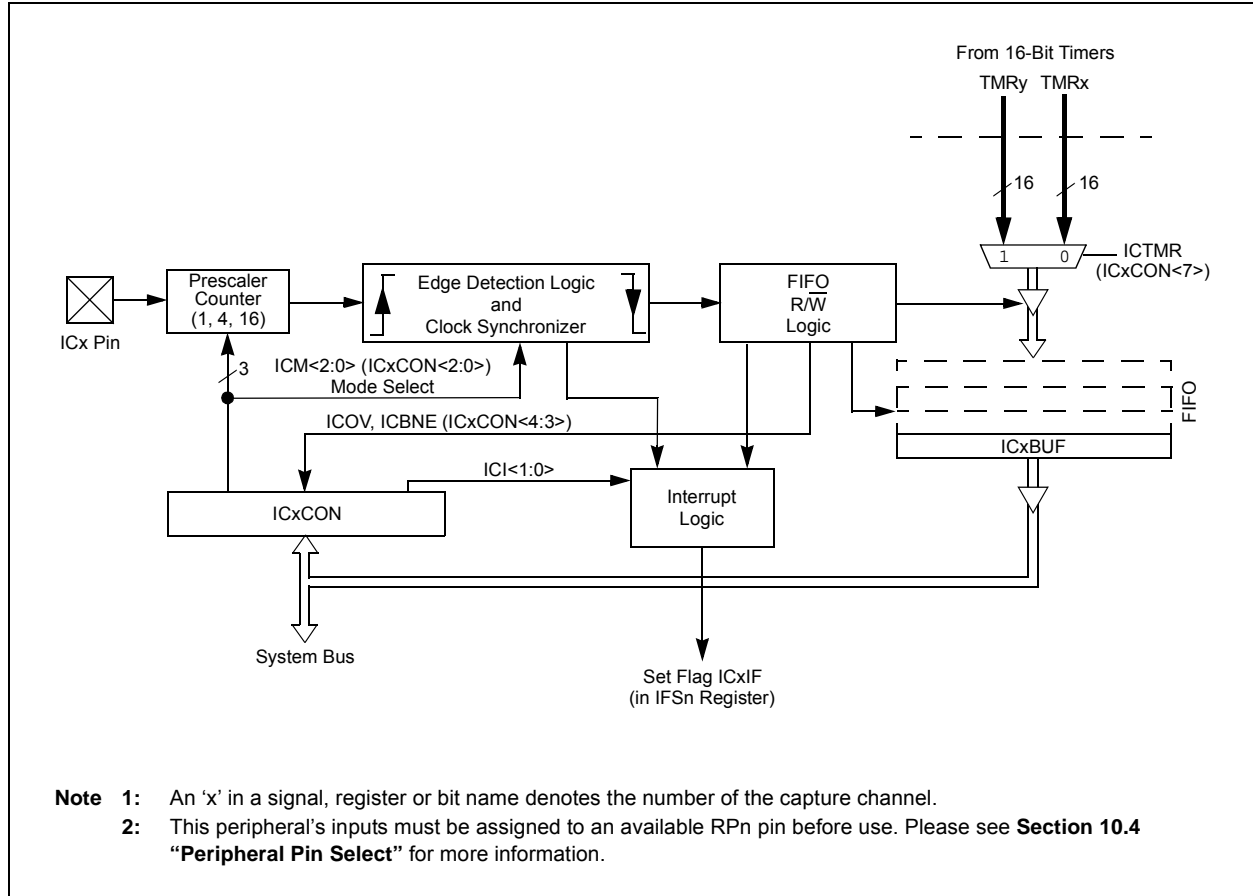 From 16-Bit Timers
TMRy TMRx
16 16
1 0
ICTMR
(ICxCON<7>)
Prescaler
Counter
(1, 4, 16)
Edge Detection Logic
and
Clock Synchronizer
FIFO
R/W
Logic
ICx Pin
3
ICM<2:0> (ICxCON<2:0>)
Mode Select
FIFO
ICOV, ICBNE (ICxCON<4:3>)
ICxBUF
ICI<1:0>
Interrupt
Logic
ICxCON
System Bus
Set Flag ICxIF
(in IFSn Register)
Note 1: An ‘x’ in a signal, register or bit name denotes the number of the capture channel.
2: This peripheral’s inputs must be assigned to an available RPn pin before use. Please see Section 10.4
“Peripheral Pin Select” for more information.